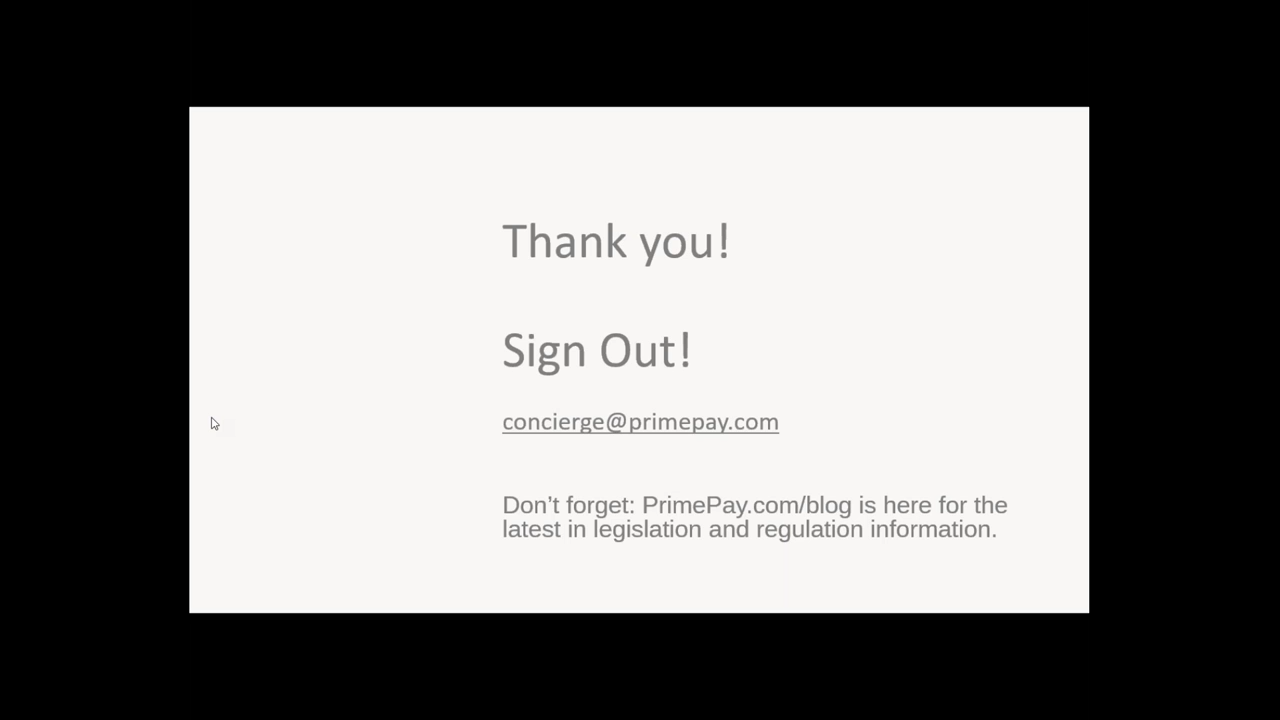 Thank you!
Sign Out!
concierge@primepay.com
Don’t forget: PrimePay.com/blog is here for the
latest in legislation and regulation information.